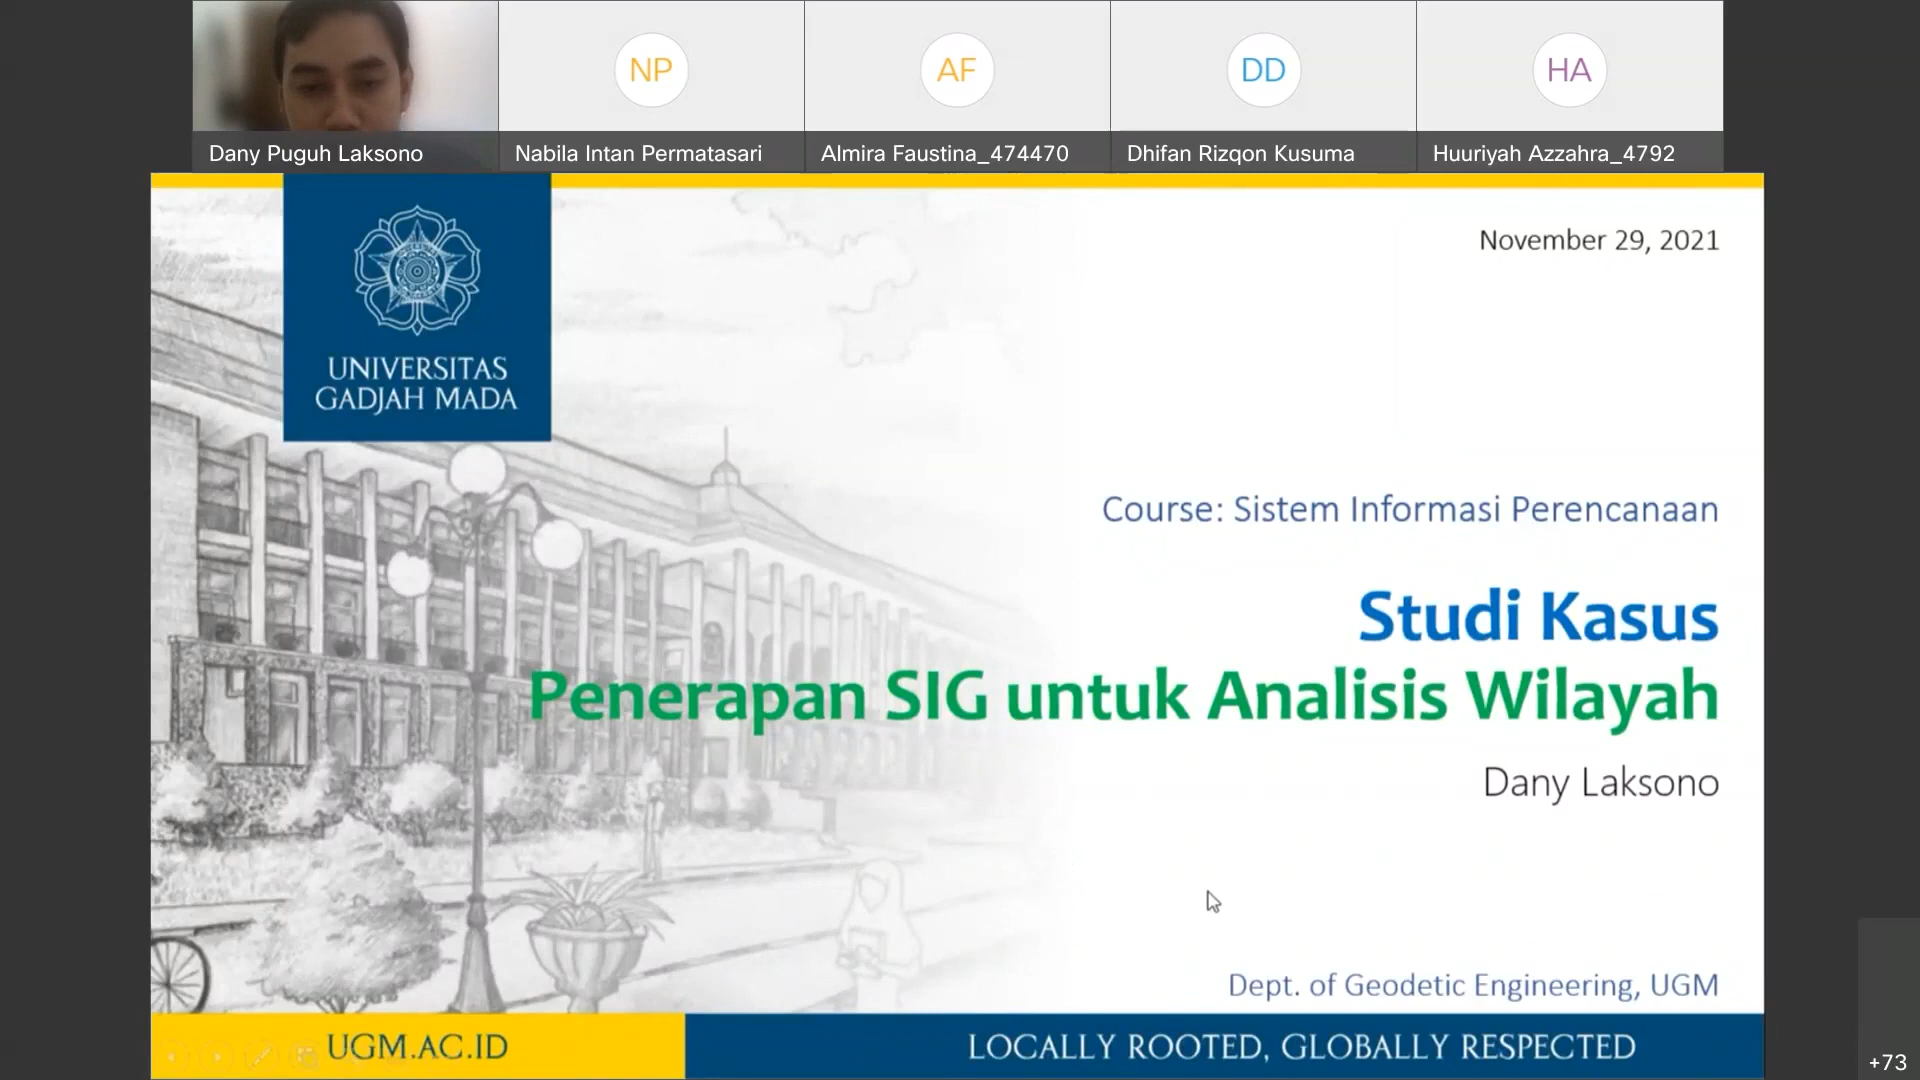 NP
AF
DD
HA
Dany Puguh Laksono
Nabila Intan Permatasari
Almira Faustina_474470
Dhifan Rizqon Kusuma
Huuriyah Azzahra_4792
UNIVERSITAS
GADJAH MADA
November 29, 2021
Course: Sistem Informasi Perencanaan
Studi Kasus
Penerapan SIG untuk Analisis Wilayah
Dany Laksono
Dept. of Geodetic Engineering, UGM
UGM.AC.ID
LOCALLY ROOTED, GLOBALLY RESPECTED
+73